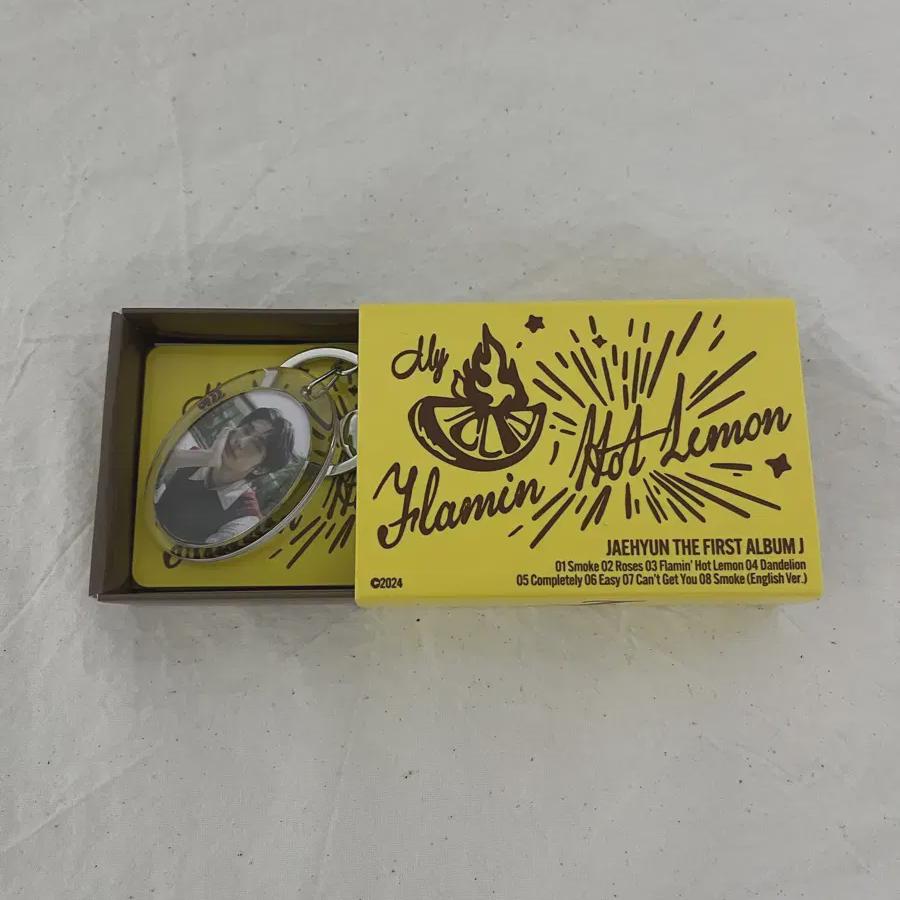 My
Hot Lemon
Flamin
JAEHYUN THE FIRST ALBUM J
01 Smoke 02 Roses 03 Flamin' Hot Lemon 04 Dandelion
05 Completely 06 Easy 07 Can't Get You 08 Smoke (English Ver.)
©2024